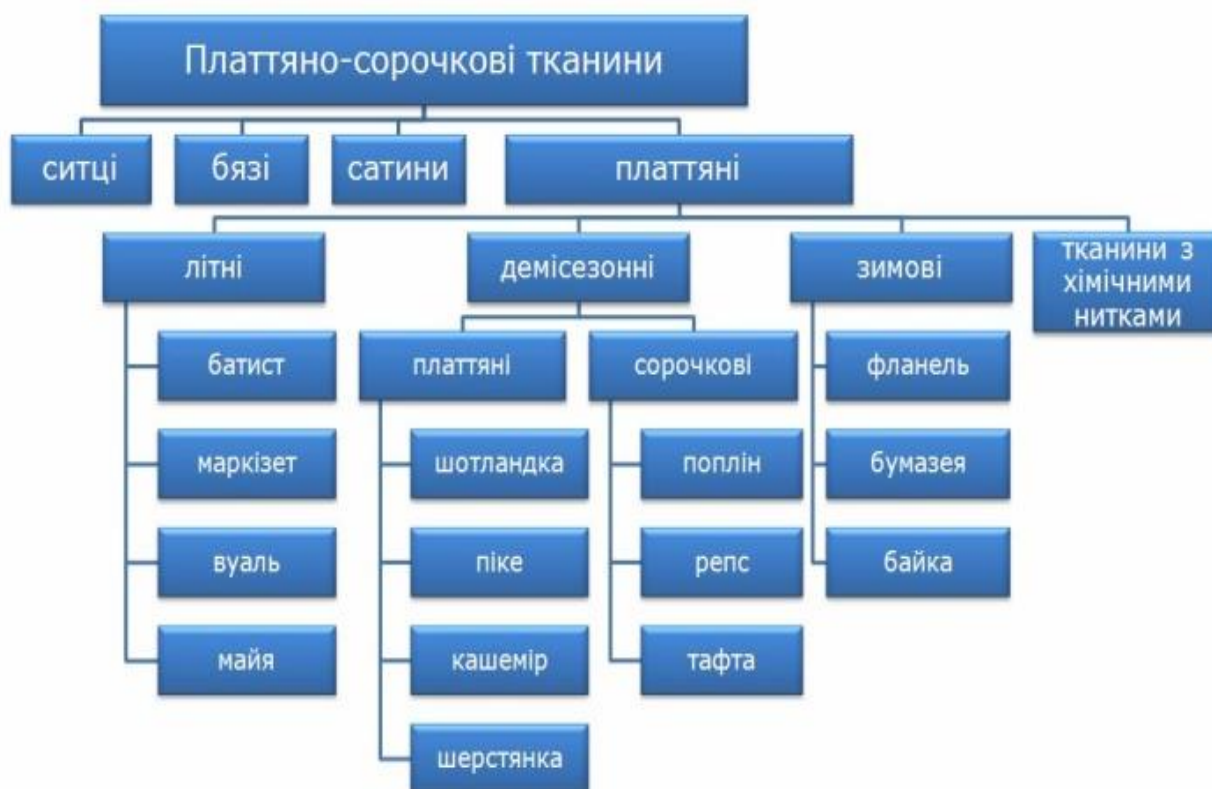 Платтяно-сорочкові тканини
ситці
бязі
сатини
платтяні
літні
демісезонні
зимові
тканини з
хімічними
нитками
батист
платтяні
сорочкові
фланель
маркізет
шотландка
поплін
бумазея
вуаль
піке
репс
байка
майя
кашемір
тафта
шерстянка